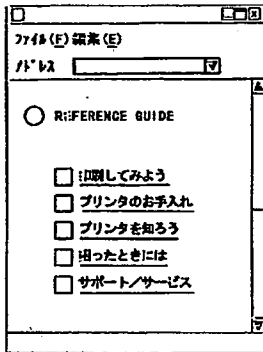 ファイル(F) 編集(E)
アドレス
REFERENCE GUIDE
印刷してみよう
プリンタのお手入れ
プリンタを知ろう
困ったときには
サポート／サービス